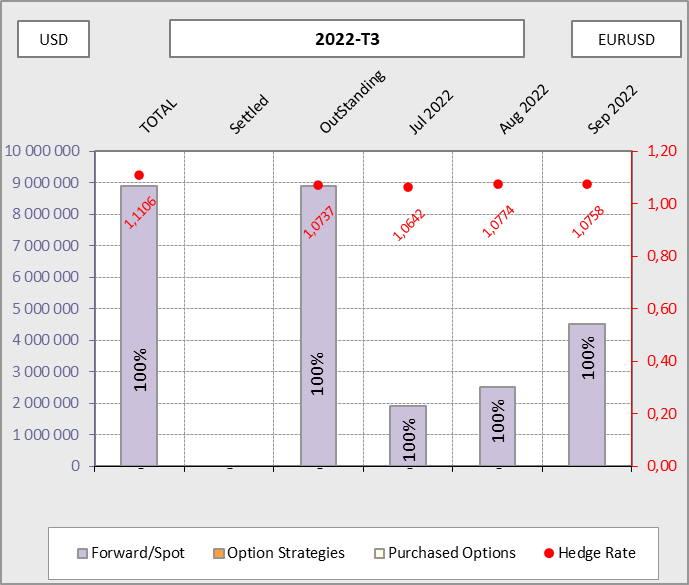 USD
2022-T3
EURUSD
TOTAL
Settled
OutStanding
Jul 2022
Aug 2022
Sep 2022
10 000 000
9 000 000
8 000 000
7 000 000
6 000 000
5 000 000
4 000 000
3 000 000
2 000 000
1 000 000
0
1,1106
1,0737
1,0642
1,0774
1,0758
100%
100%
100%
100%
100%
1,20
1,00
0,80
0,60
0,40
0,20
0,00
Forward/Spot
Option Strategies
Purchased Options
Hedge Rate